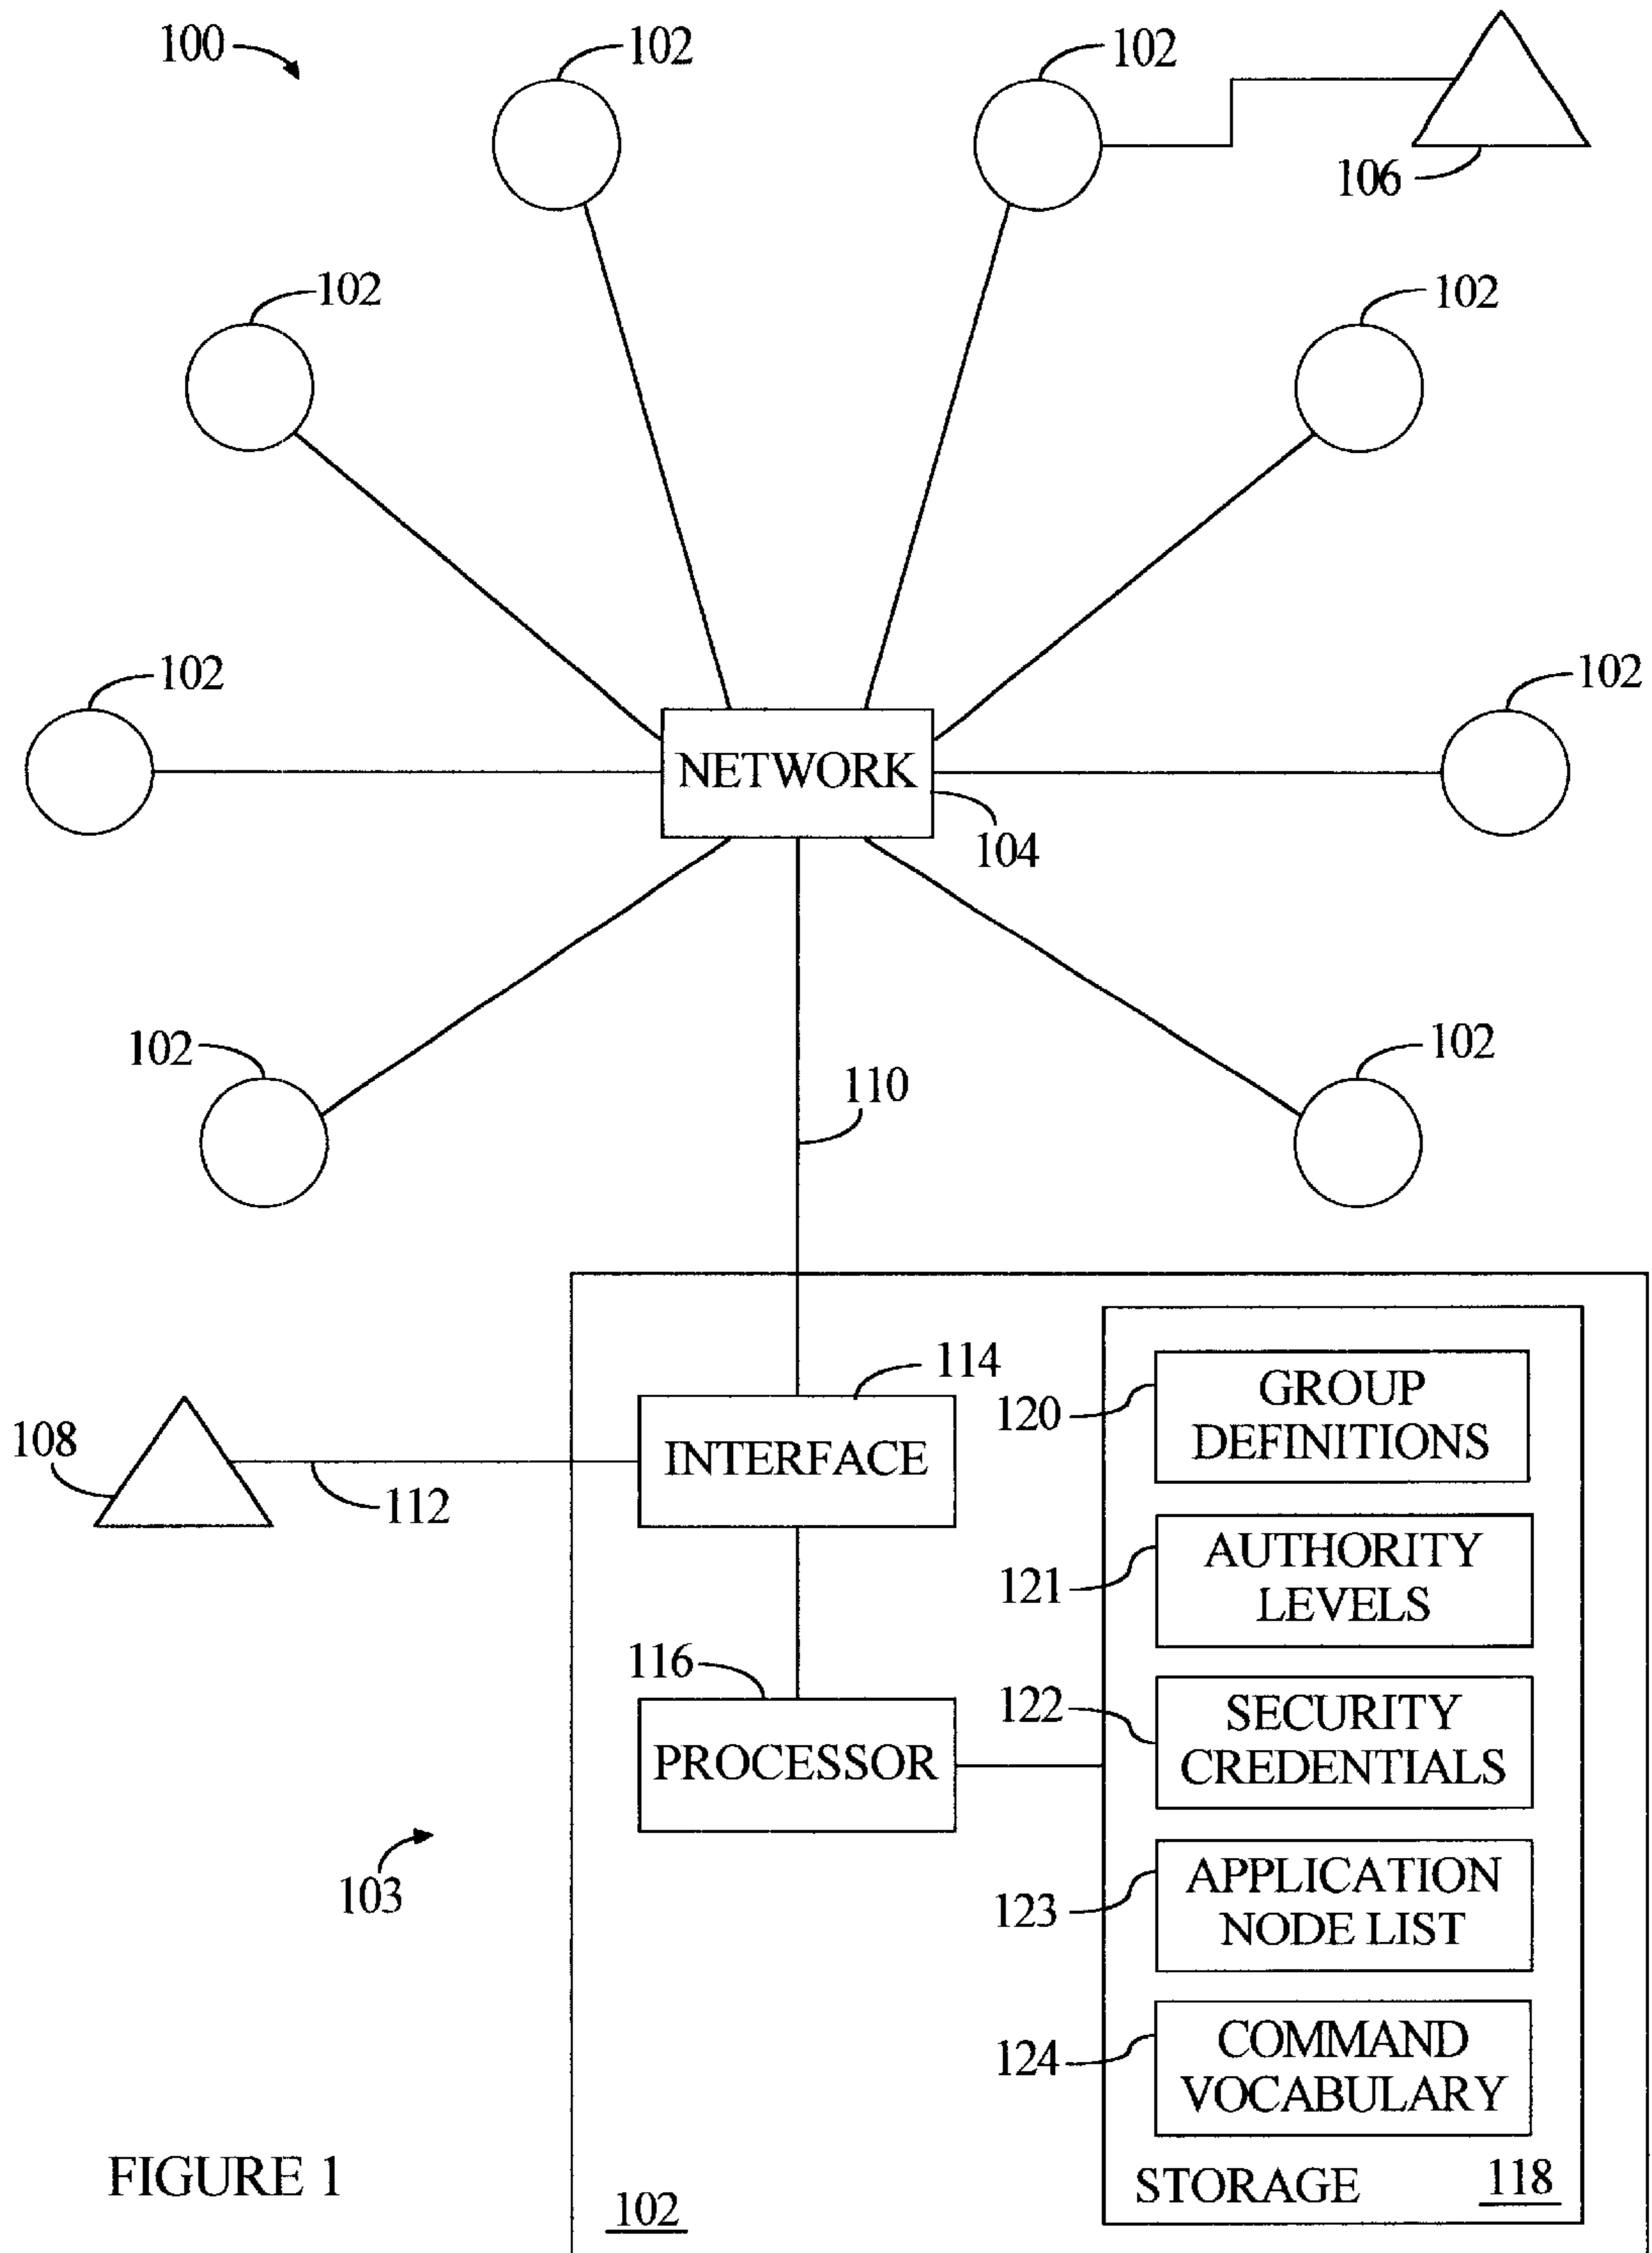 100
102
102
106
102
102
102
102
NETWORK
104
102
102
110
114
108
INTERFACE
112
120
GROUP
DEFINITIONS
121
AUTHORITY
LEVELS
116
PROCESSOR
122
SECURITY
CREDENTIALS
103
123
APPLICATION
NODE LIST
124
COMMAND
VOCABULARY
FIGURE 1
STORAGE
118
102